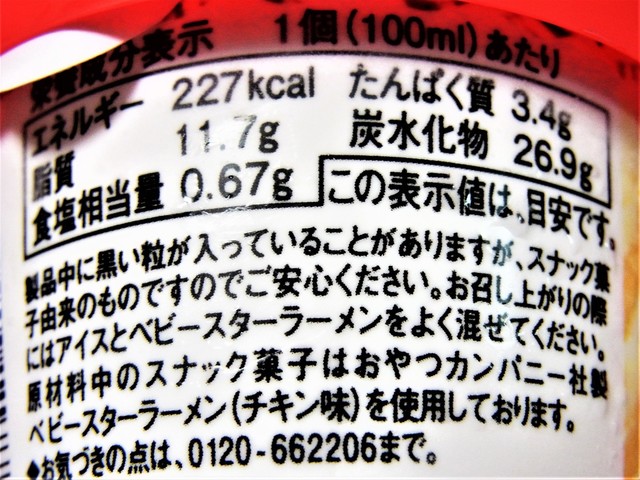 栄養成分表示 1個(100ml)あたり
エネルギー 227kcal たんぱく質 3.4g
脂質 11.7g 炭水化物 26.9g
食塩相当量 0.67g この表示値は、目安です。
製品中に黒い粒が入っていることがありますが、スナック菓
子由来のものですのでご安心ください。お召し上がりの際
にはアイスとベビースターラーメンをよく混ぜてください。
原材料中のスナック菓子はおやつカンパニー社製
ベビースターラーメン(チキン味)を使用しております。
◆お気づきの点は、0120-662206まで。